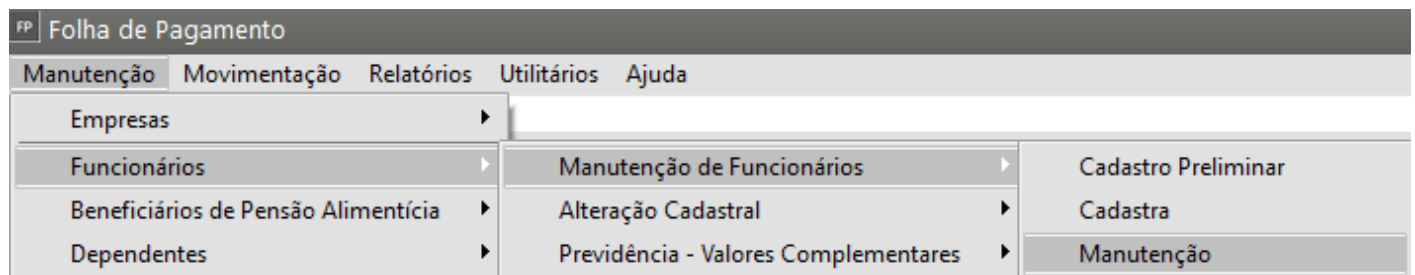 FP Folha de Pagamento
Manutenção Movimentação Relatórios Utilitários Ajuda
Empresas
Funcionários Manutenção de Funcionários Cadastro Preliminar
Beneficiários de Pensão Alimentícia Alteração Cadastral Cadastra
Dependentes Previdência - Valores Complementares Manutenção